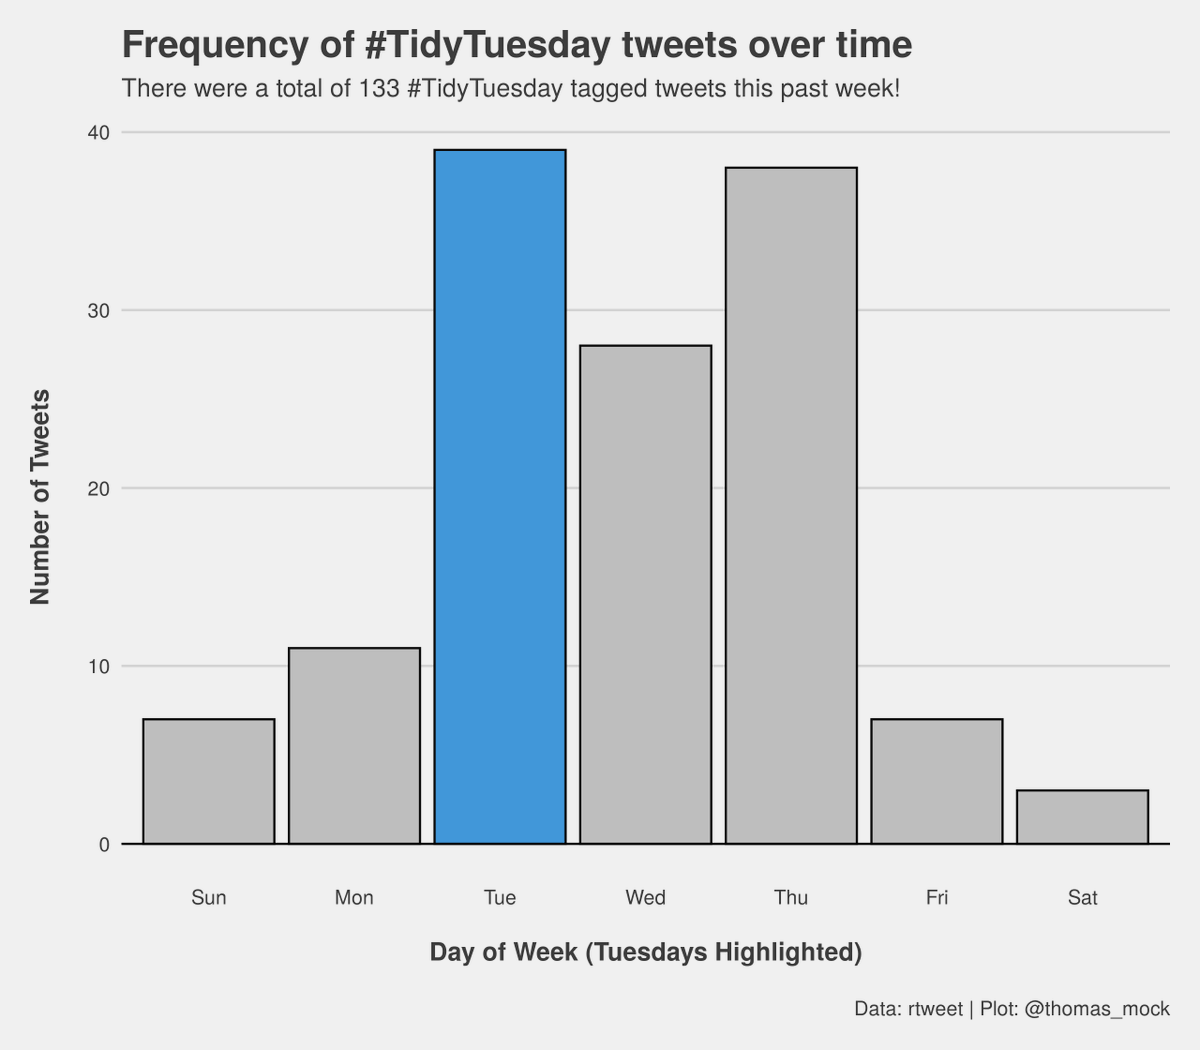 Frequency of #TidyTuesday tweets over time
There were a total of 133 #TidyTuesday tagged tweets this past week!
Number of Tweets
40
30
20
10
0
Sun Mon Tue Wed Thu Fri Sat
Day of Week (Tuesdays Highlighted)
Data: rtweet | Plot: @thomas_mock